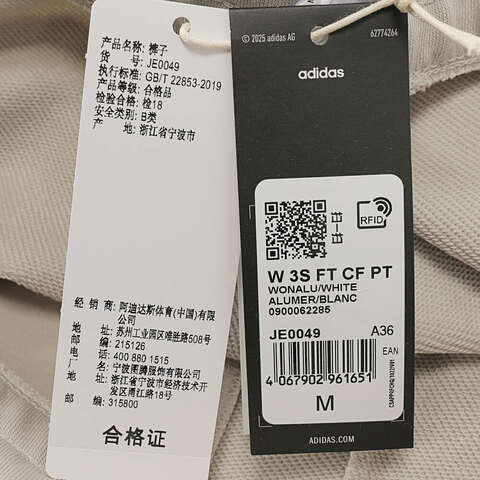 产品名称: 裤子
货 号: JE0049
执行标准: GB/T 22853-2019
产品等级: 合格品
检验合格: 检18
安全类别: B类
产 地: 浙江省宁波市
经 销 商: 阿迪达斯体育(中国)有限公司
地 址: 苏州工业园区唯胜路508号
邮 编: 215126
电 话: 400 880 1515
厂 名: 宁波图腾服饰有限公司
地 址: 浙江省宁波市经济技术开发区甬江路18号
邮 编: 315800
合格证
© 2025 adidas AG
62774264
adidas
RFID
W 3S FT CF PT
WONALU/WHITE
ALUMER/BLANC
0900062285
JE0049 A36
EAN
4 067902 961651
M
ADIDAS.COM